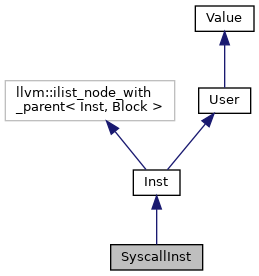 Value
llvm::ilist_node_with
_parent< Inst, Block >
User
Inst
SyscallInst